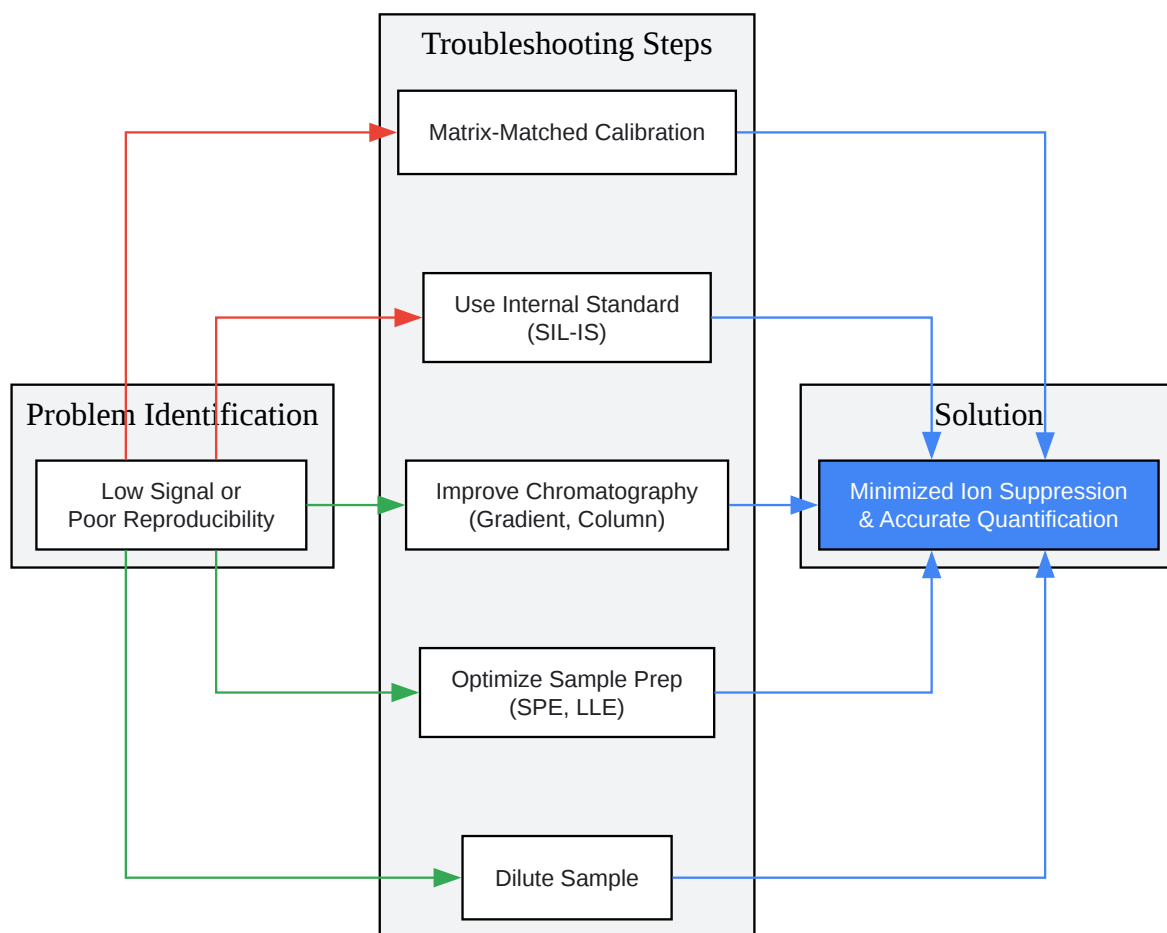 Troubleshooting Steps
Matrix-Matched Calibration
Use Internal Standard
(SIL-IS)
Problem Identification
Low Signal or
Poor Reproducibility
Improve Chromatography
(Gradient, Column)
Solution
Minimized Ion Suppression
& Accurate Quantification
Optimize Sample Prep
(SPE, LLE)
Dilute Sample